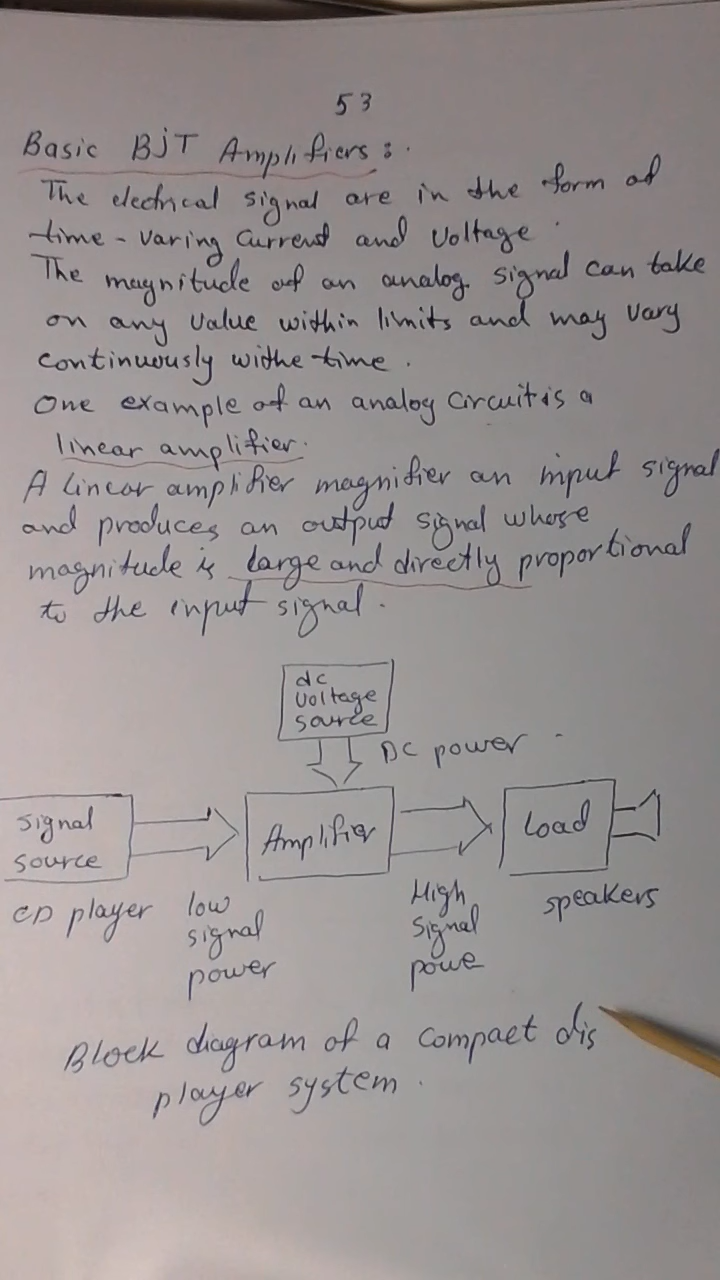 53
Basic BJT Amplifiers :.
The electrical signal are in the form of
time-varing current and voltage.
The magnitude of an analog signal can take
on any value within limits and may vary
continuously withe time.
One example of an analog circuit is a
linear amplifier.
A linear amplifier magnifier an input signal
and produces an output signal whose
magnitude is large and directly proportional
to the input signal.
dc
voltage
source
DC power
signal
source
Amplifier
Load
CD player
low
signal
power
High
signal
powe
speakers
Block diagram of a compact dis
player system.